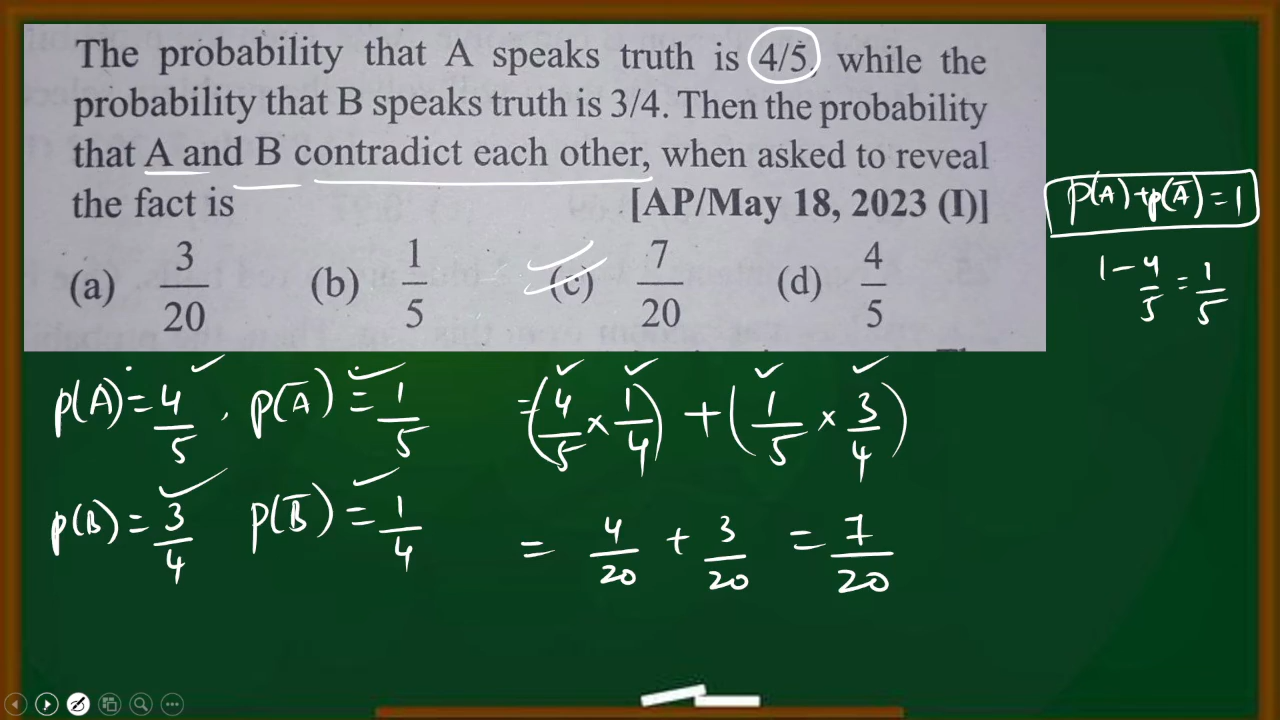 The probability that A speaks truth is 4/5, while the
probability that B speaks truth is 3/4. Then the probability
that A and B contradict each other, when asked to reveal
the fact is [AP/May 18, 2023 (I)]
(a) 3/20 (b) 1/5 (c) 7/20 (d) 4/5
p(A)+p(Ā)=1
1-4/5=1/5
p(A)=4/5, p(Ā)=1/5
p(B)=3/4 p(B̄)=1/4
=(4/5×1/4)+(1/5×3/4)
=4/20+3/20=7/20